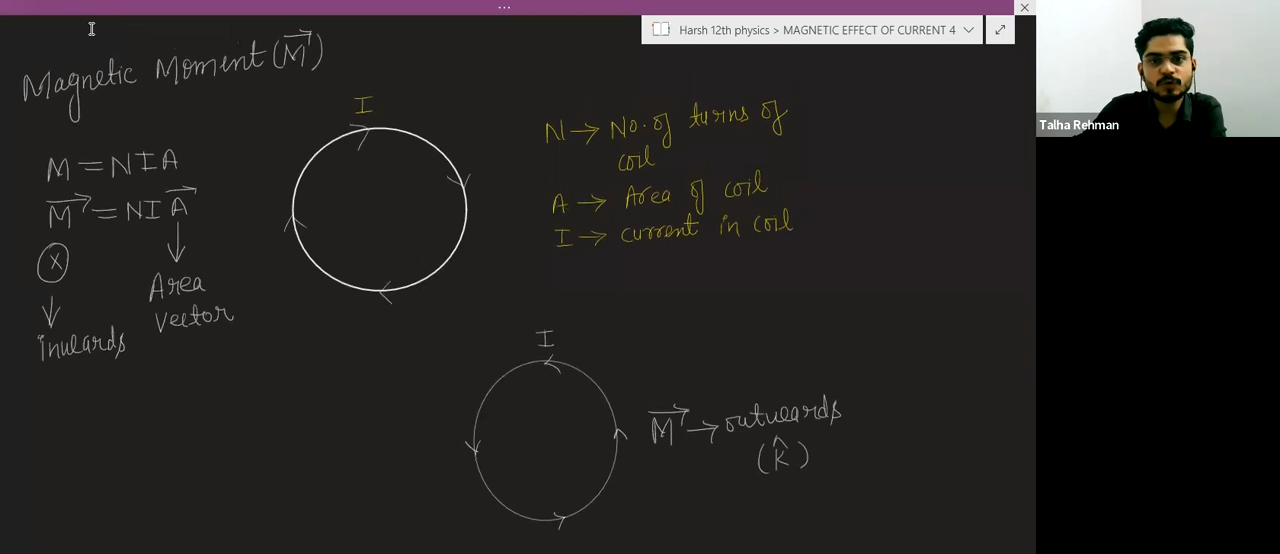 ...
Harsh 12th physics > MAGNETIC EFFECT OF CURRENT 4
Talha Rehman
Magnetic Moment (M⃗)
I
M = NIA
M⃗ = NI A⃗
X
inwards
Area
Vector
N → No. of turns of
coil
A → Area of coil
I → current in coil
I
M⃗ → outwards
(k̂)